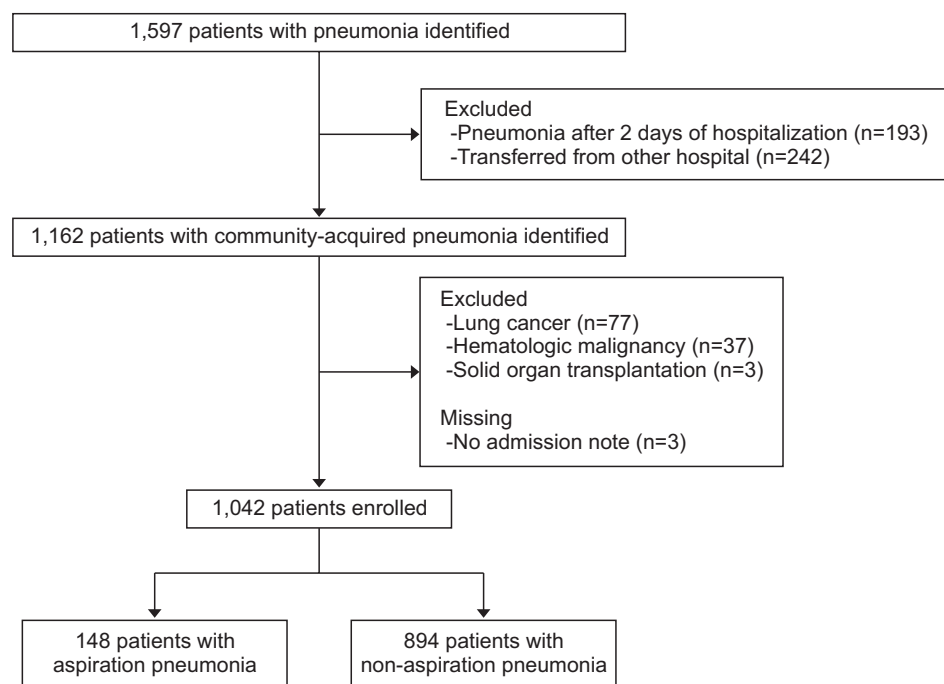 1,597 patients with pneumonia identified
Excluded
-Pneumonia after 2 days of hospitalization (n=193)
-Transferred from other hospital (n=242)
1,162 patients with community-acquired pneumonia identified
Excluded
-Lung cancer (n=77)
-Hematologic malignancy (n=37)
-Solid organ transplantation (n=3)
Missing
-No admission note (n=3)
1,042 patients enrolled
148 patients with
aspiration pneumonia
894 patients with
non-aspiration pneumonia